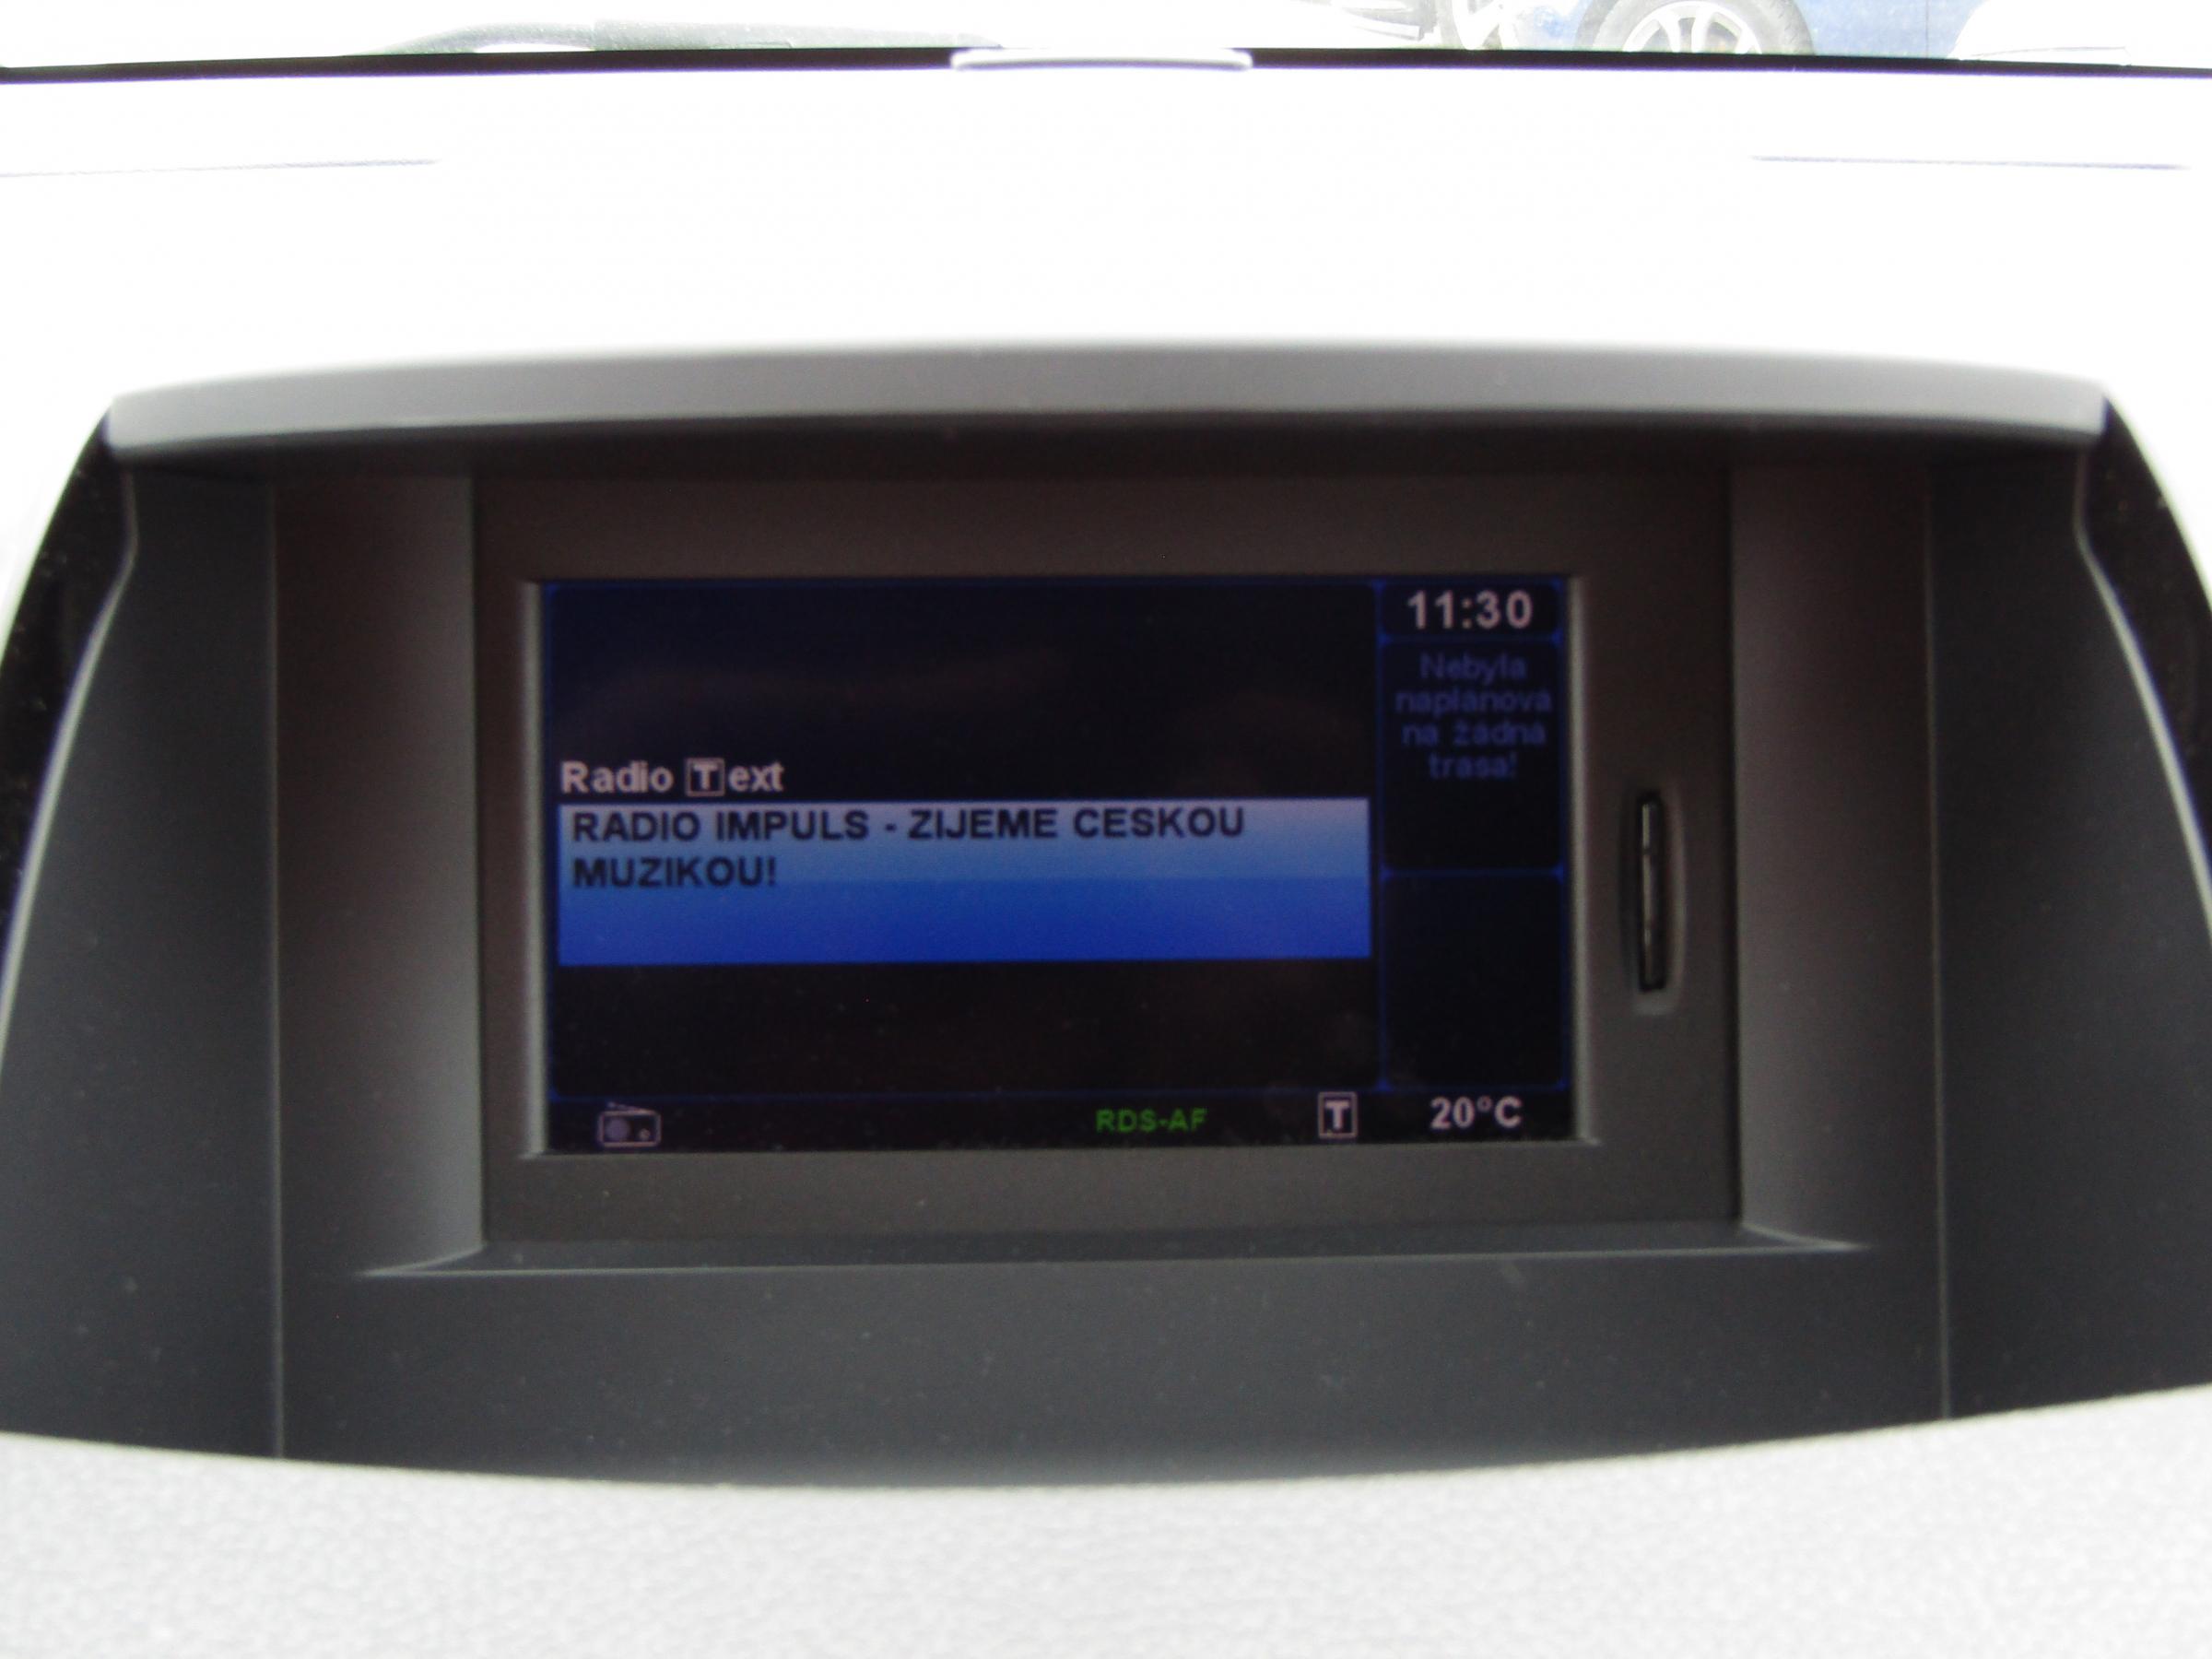 11:30
Nebyla
naplánova
na žádná
trasa!
Radio Text
RADIO IMPULS - ZIJEME CESKOU
MUZIKOU!
RDS-AF
T
20°C